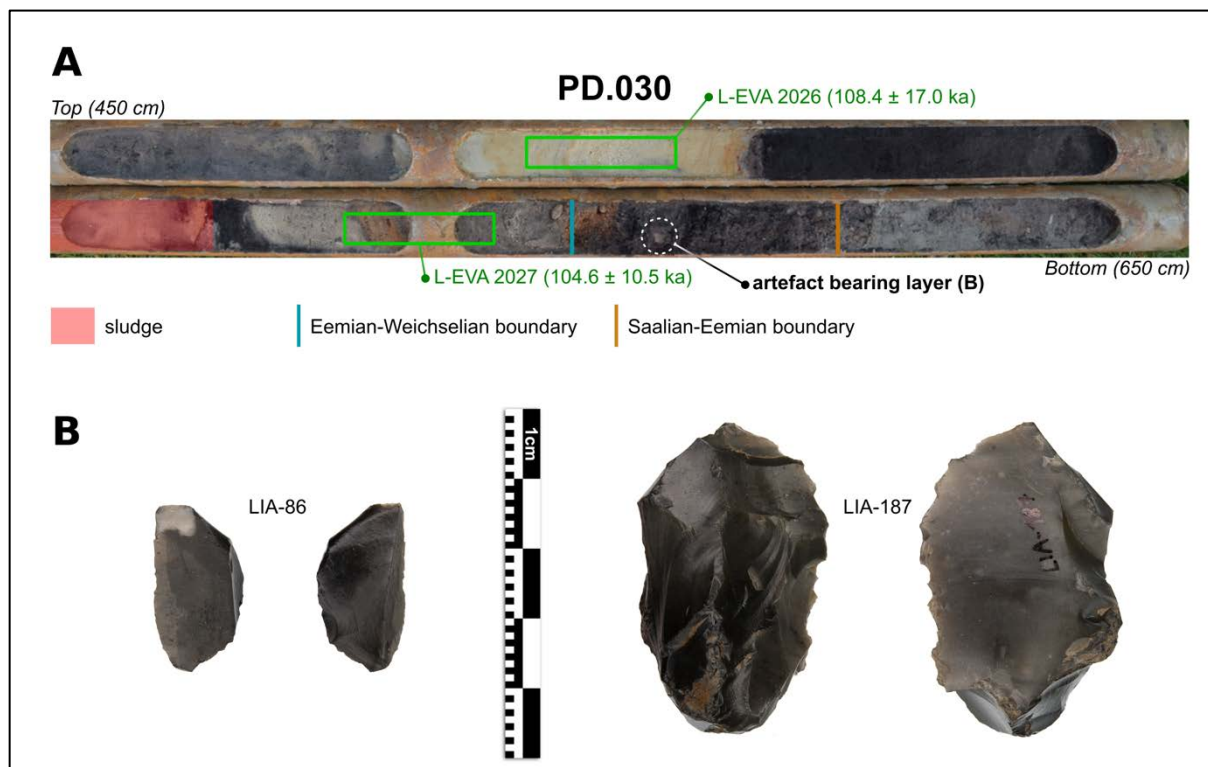 A
PD.030
Top (450 cm)
L-EVA 2026 (108.4 ± 17.0 ka)
L-EVA 2027 (104.6 ± 10.5 ka)
Bottom (650 cm)
artefact bearing layer (B)
sludge
Eemian-Weichselian boundary
Saalian-Eemian boundary
B
1cm
LIA-86
LIA-187
LIA-187